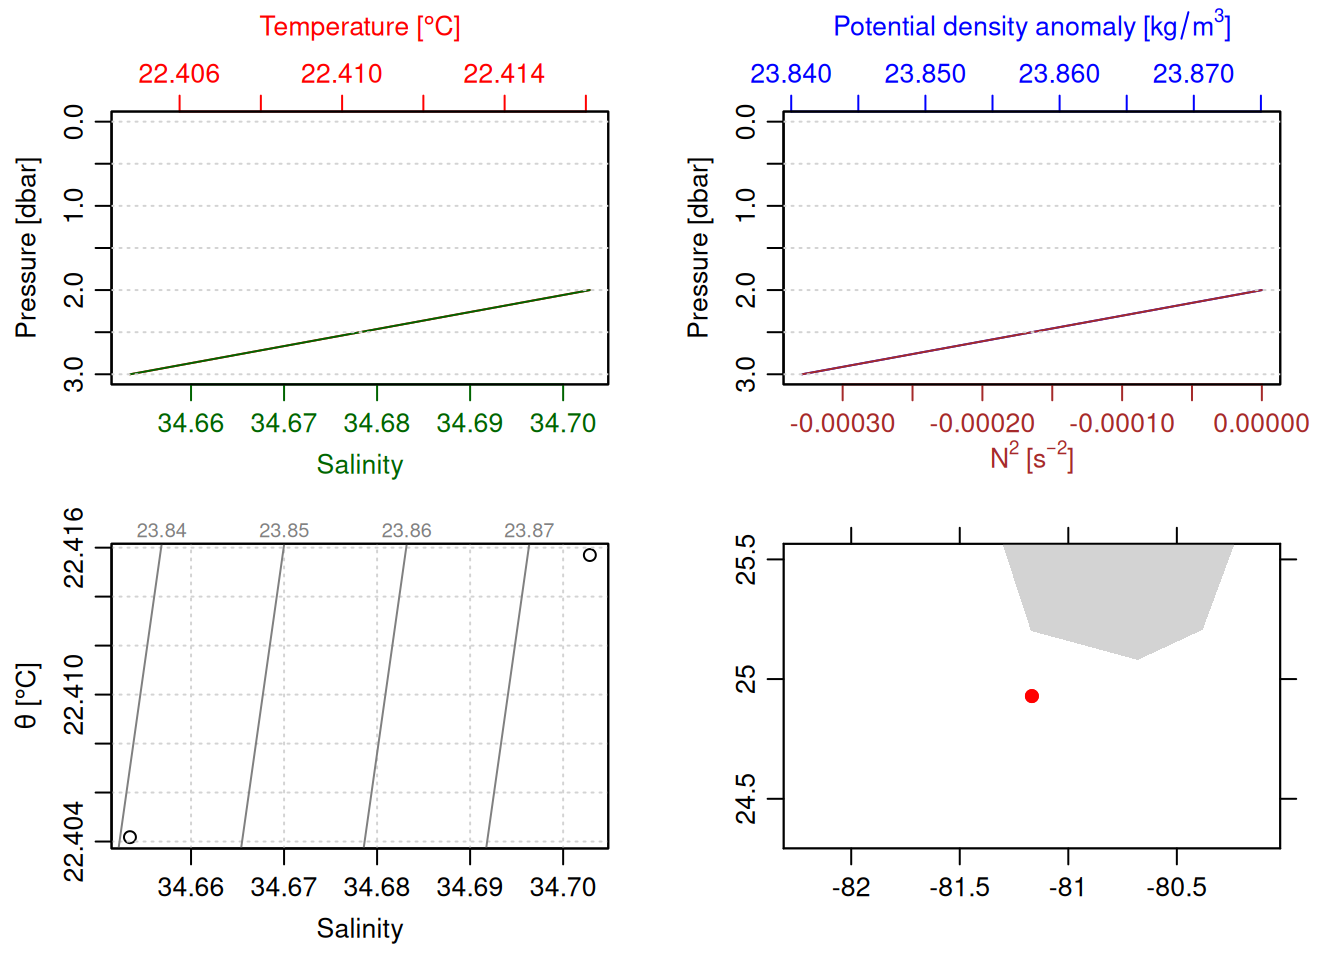 Temperature [°C]
22.406 22.410 22.414
Pressure [dbar]
0.0
1.0
2.0
3.0
34.66 34.67 34.68 34.69 34.70
Salinity
Potential density anomaly [kg/m³]
23.840 23.850 23.860 23.870
Pressure [dbar]
0.0
1.0
2.0
3.0
-0.00030 -0.00020 -0.00010 0.00000
N² [s⁻²]
23.84 23.85 23.86 23.87
θ [°C]
22.416
22.410
22.404
34.66 34.67 34.68 34.69 34.70
Salinity
25.5
25
24.5
-82 -81.5 -81 -80.5